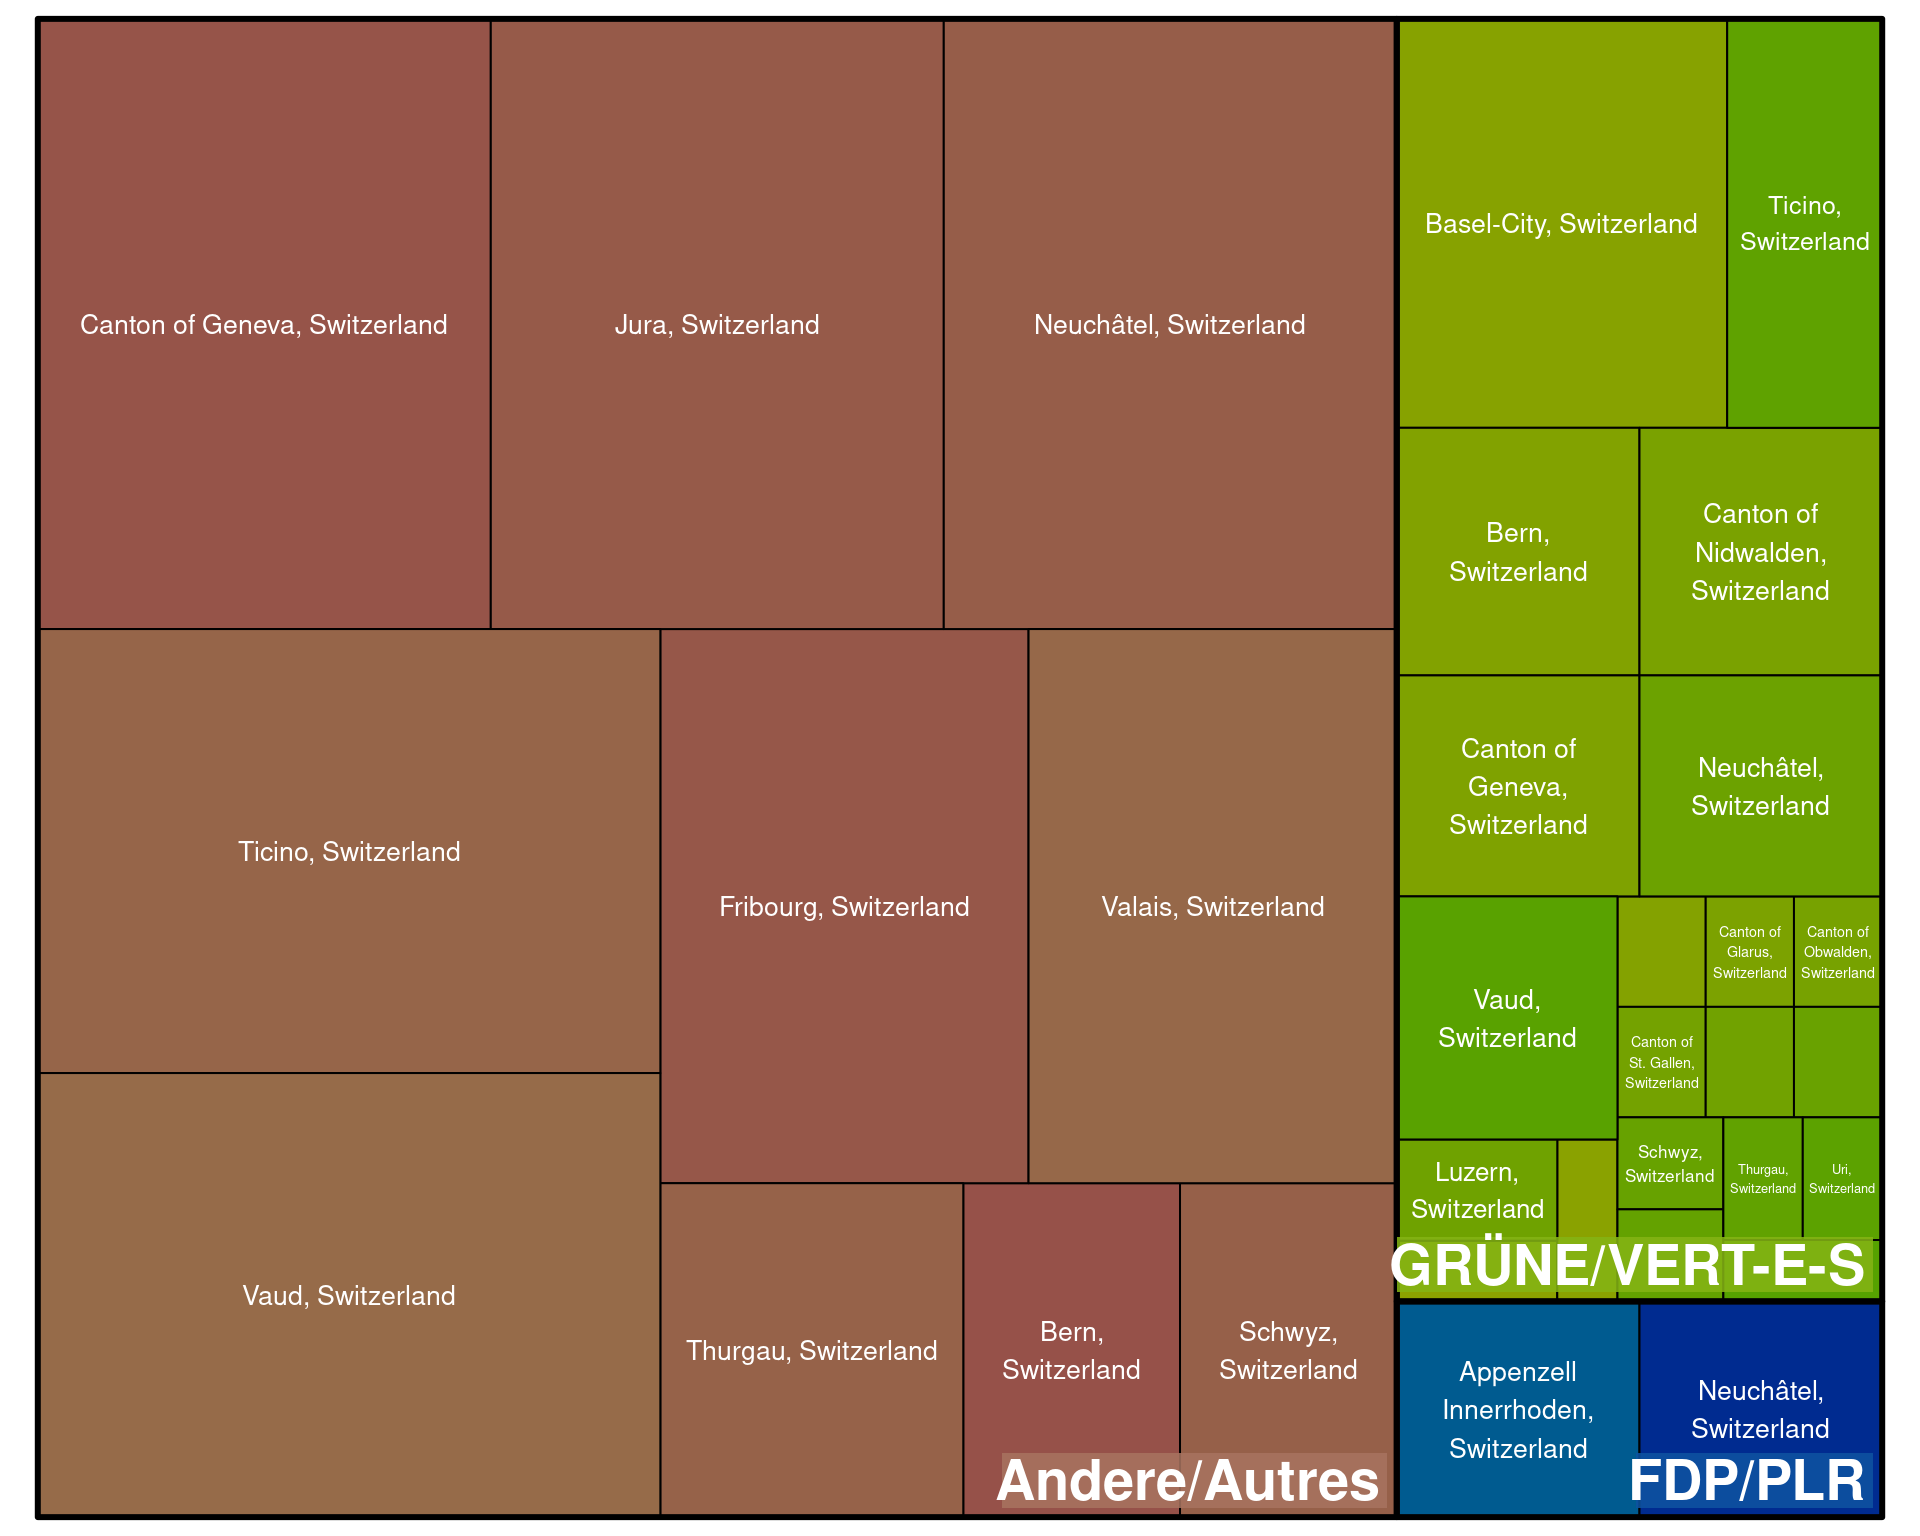 Canton of Geneva, Switzerland
Jura, Switzerland
Neuchâtel, Switzerland
Ticino, Switzerland
Fribourg, Switzerland
Valais, Switzerland
Vaud, Switzerland
Thurgau, Switzerland
Bern,
Switzerland
Schwyz,
Switzerland
Andere/Autres
Basel-City, Switzerland
Ticino,
Switzerland
Bern,
Switzerland
Canton of
Nidwalden,
Switzerland
Canton of
Geneva,
Switzerland
Neuchâtel,
Switzerland
Vaud,
Switzerland
Canton of
Glarus,
Switzerland
Canton of
Obwalden,
Switzerland
Canton of
St. Gallen,
Switzerland
Luzern,
Switzerland
Schwyz,
Switzerland
Thurgau,
Switzerland
Uri,
Switzerland
GRÜNE/VERT-E-S
Appenzell
Innerrhoden,
Switzerland
Neuchâtel,
Switzerland
FDP/PLR